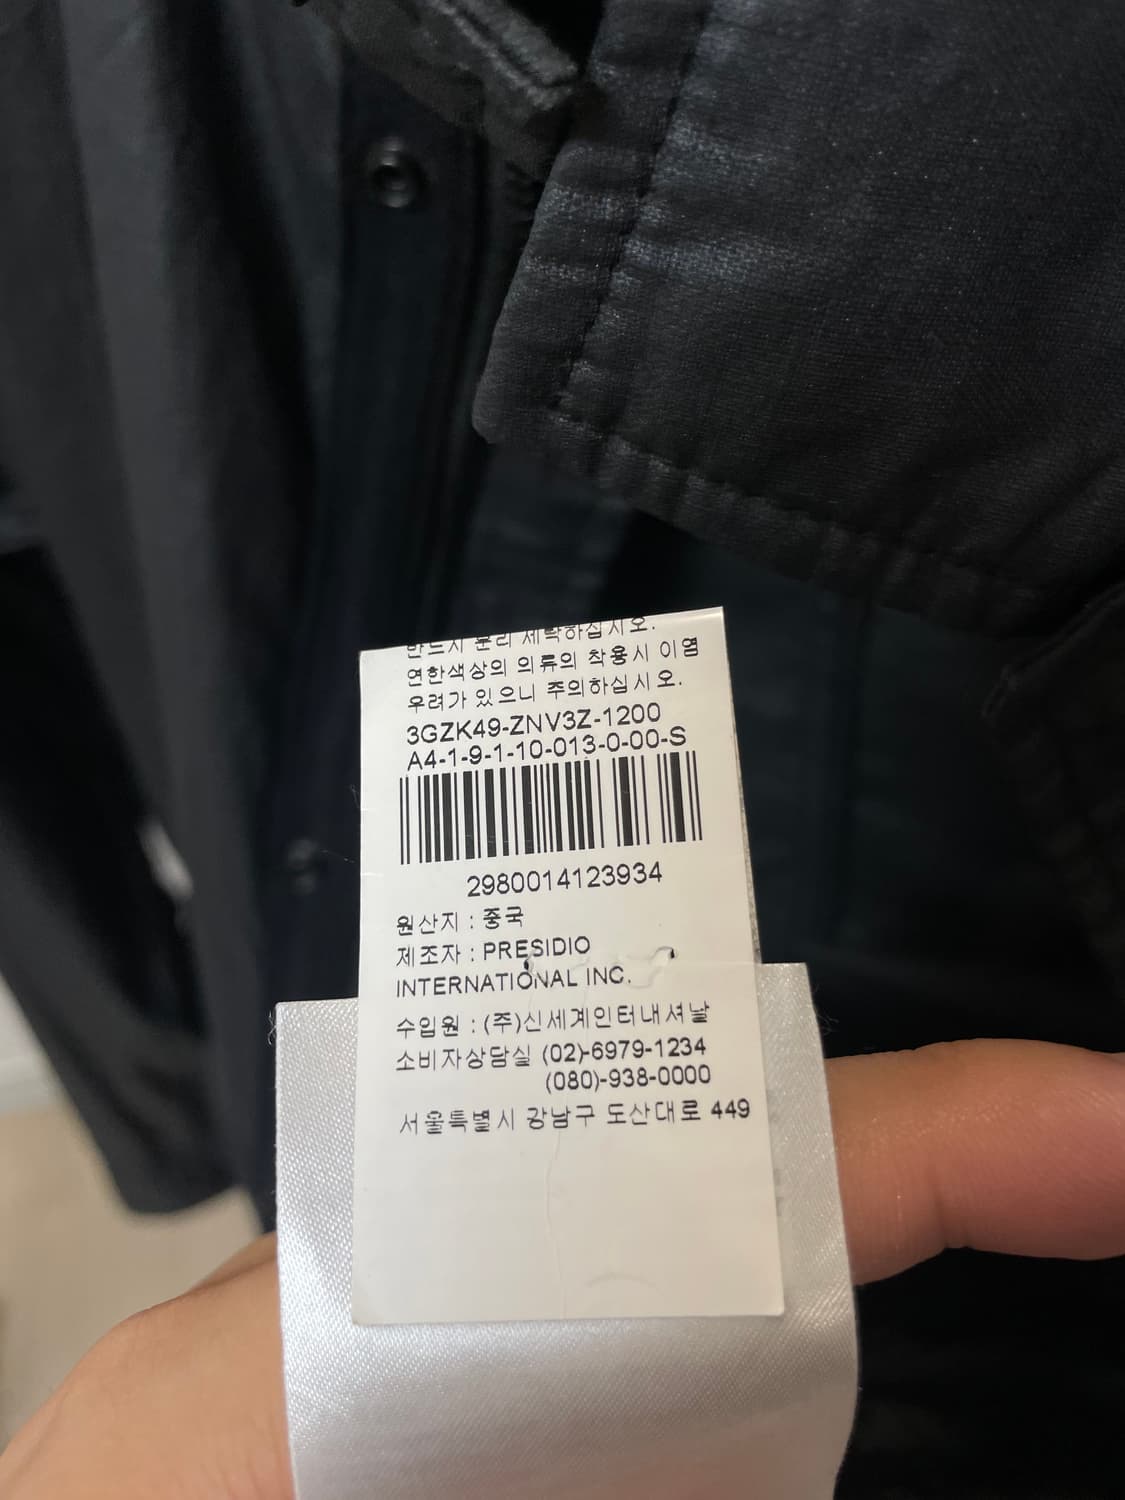 반드시 분리 세탁하십시오.
연한색상의 의류의 착용시 이염
우려가 있으니 주의하십시오.
3GZK49-ZNV3Z-1200
A4-1-9-1-10-013-0-00-S
2980014123934
원산지 : 중국
제조자 : PRESIDIO
INTERNATIONAL INC.
수입원 : (주)신세계인터내셔날
소비자상담실 (02)-6979-1234
(080)-938-0000
서울특별시 강남구 도산대로 449